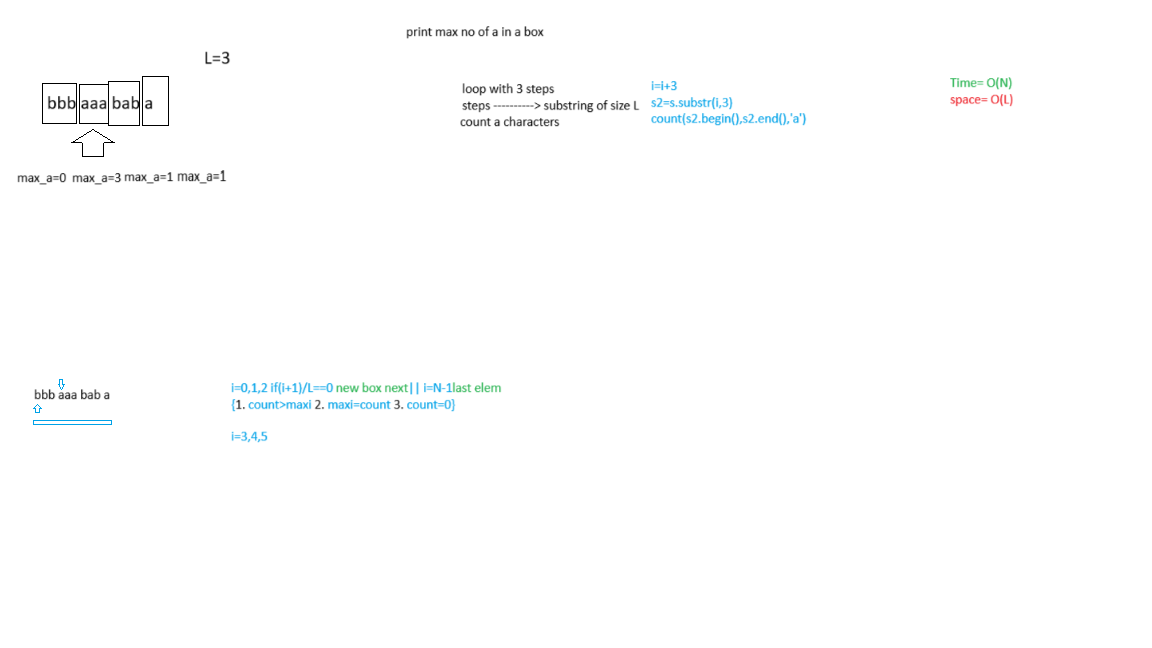 print max no of a in a box
L=3
bbb aaa bab a
max_a=0 max_a=3 max_a=1 max_a=1
loop with 3 steps
steps ----------> substring of size L
count a characters
i=i+3
s2=s.substr(i,3)
count(s2.begin(),s2.end(),'a')
Time= O(N)
space= O(L)
bbb aaa bab a
i=0,1,2 if(i+1)/L==0 new box next|| i=N-1last elem
{1. count>maxi 2. maxi=count 3. count=0}
i=3,4,5